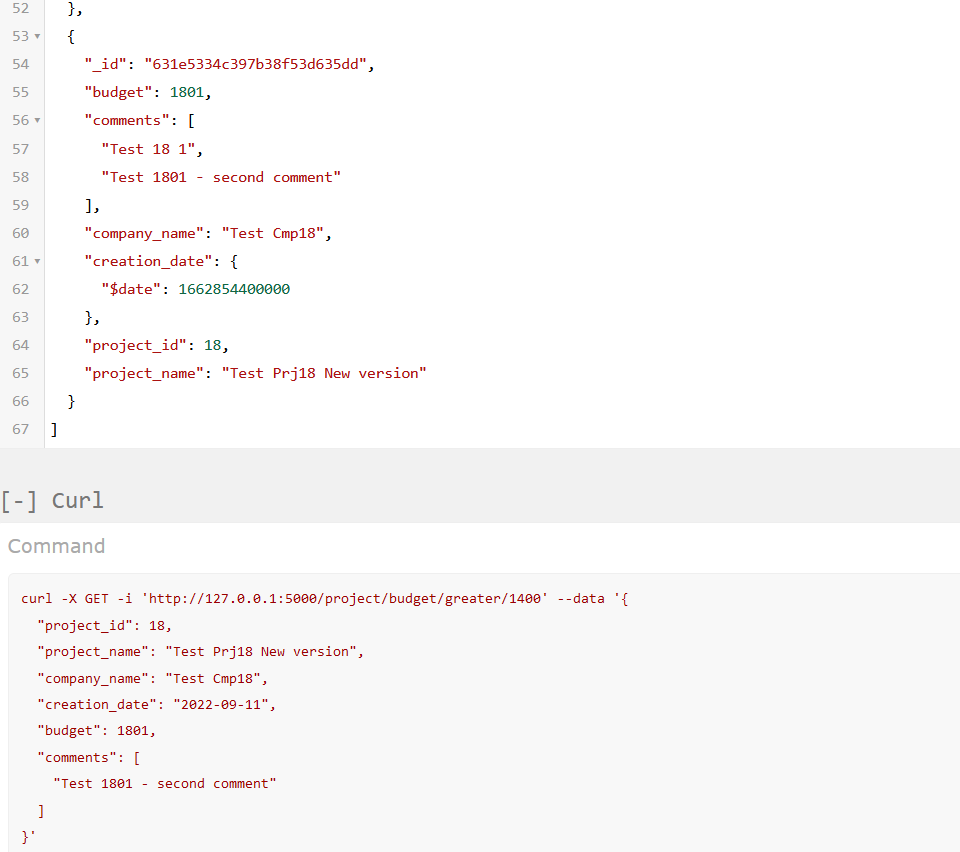 52 },
53 {
54 "_id": "631e5334c397b38f53d635dd",
55 "budget": 1801,
56 "comments": [
57 "Test 18 1",
58 "Test 1801 - second comment"
59 ],
60 "company_name": "Test Cmp18",
61 "creation_date": {
62 "$date": 1662854400000
63 },
64 "project_id": 18,
65 "project_name": "Test Prj18 New version"
66 }
67 ]
[-] Curl
Command
curl -X GET -i 'http://127.0.0.1:5000/project/budget/greater/1400' --data '{
"project_id": 18,
"project_name": "Test Prj18 New version",
"company_name": "Test Cmp18",
"creation_date": "2022-09-11",
"budget": 1801,
"comments": [
"Test 1801 - second comment"
]
}'